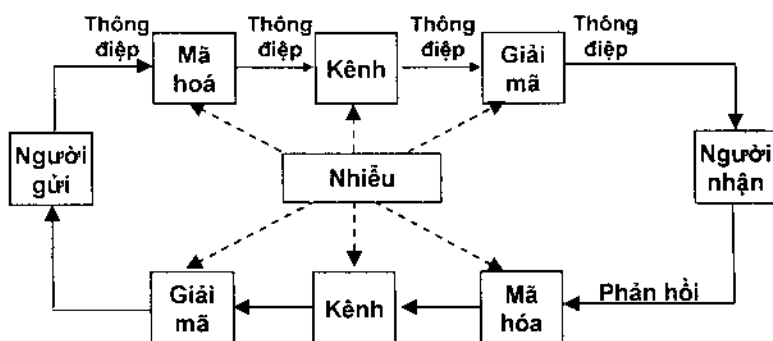 Thông điệp
Mã
hoá
Thông điệp
Kênh
Thông điệp
Giải
mã
Thông điệp
Người
gửi
Nhiễu
Người
nhận
Giải
mã
Kênh
Mã
hóa
Phản hồi